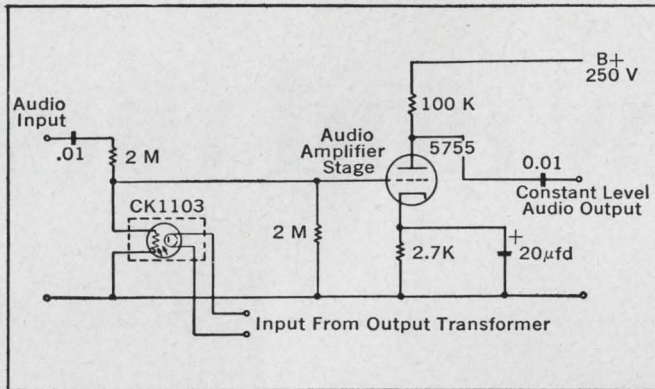 B+
250 V
100 K
Audio
Input
.01
2 M
Audio
Amplifier
Stage
5755
0.01
Constant Level
Audio Output
CK1103
2 M
2.7K
+
20μfd
Input From Output Transformer